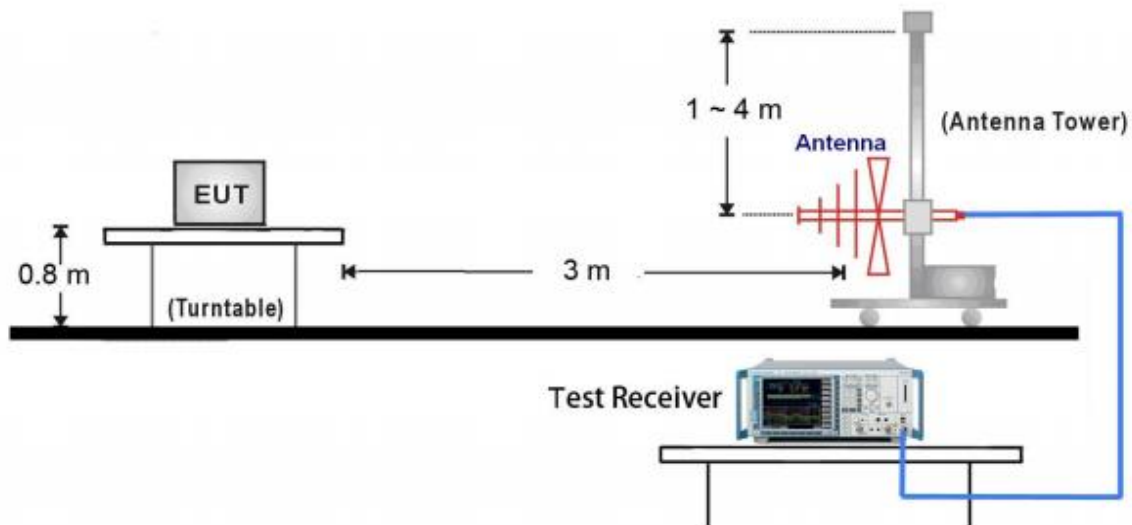 1 ~ 4 m
(Antenna Tower)
Antenna
EUT
0.8 m
3 m
(Turntable)
Test Receiver